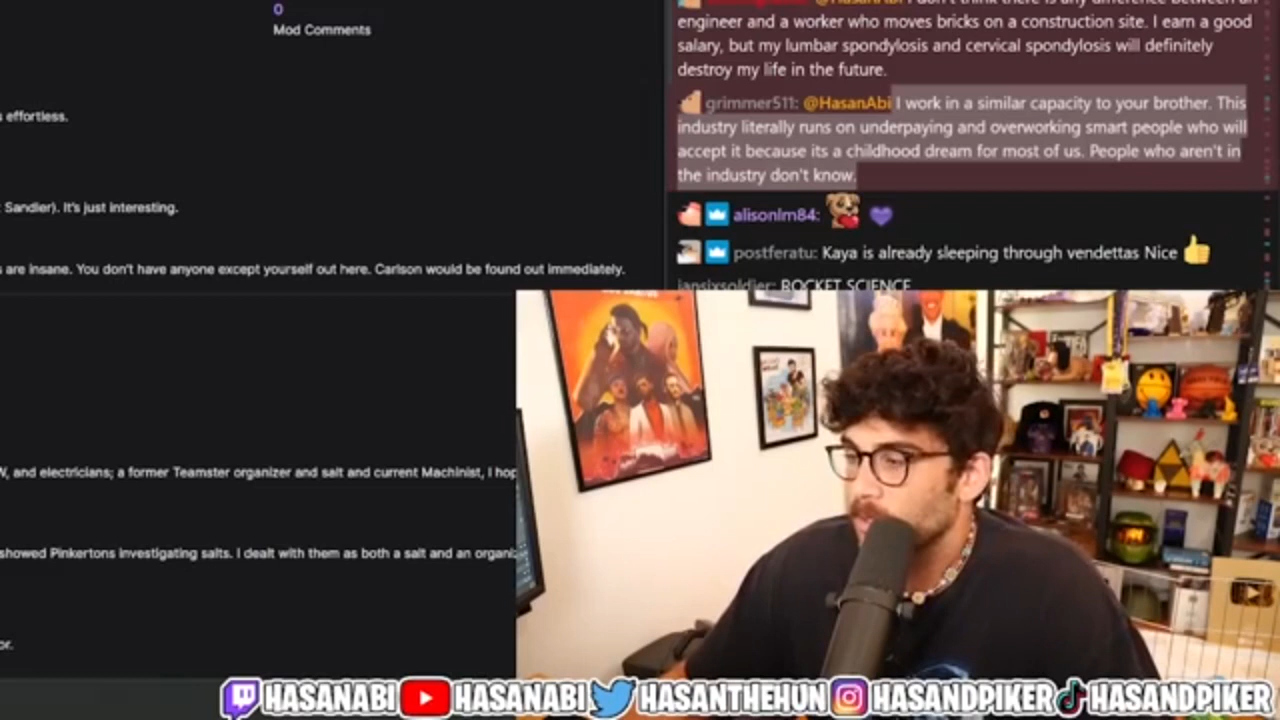 0
Mod Comments
effortless.
Sandler). It's just interesting.
are insane. You don't have anyone except yourself out here. Carlson would be found out immediately.
and electricians; a former Teamster organizer and salt and current Machinist, I
showed Pinkertons investigating salts. I dealt with them as both a salt and an
engineer and a worker who moves bricks on a construction site. I earn a good
salary, but my lumbar spondylosis and cervical spondylosis will definitely
destroy my life in the future.
grimmer511: @HasanAbi I work in a similar capacity to your brother. This
industry literally runs on underpaying and overworking smart people who will
accept it because its a childhood dream for most of us. People who aren't in
the industry don't know.
alisonlm84:
postferatu: Kaya is already sleeping through vendettas Nice
iansixsoldier: ROCKET SCIENCE
HASANABI HASANABI HASANTHEHUN HASANDPIKER HASANDPIKER